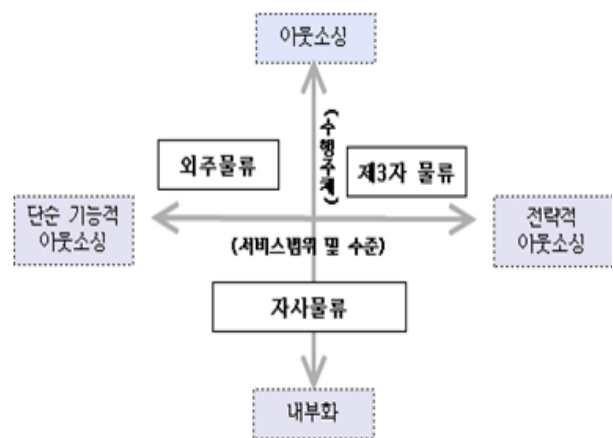 아웃소싱
(수행주체)
외주물류
제3자 물류
단순 기능적
아웃소싱
전략적
아웃소싱
(서비스범위 및 수준)
자사물류
내부화